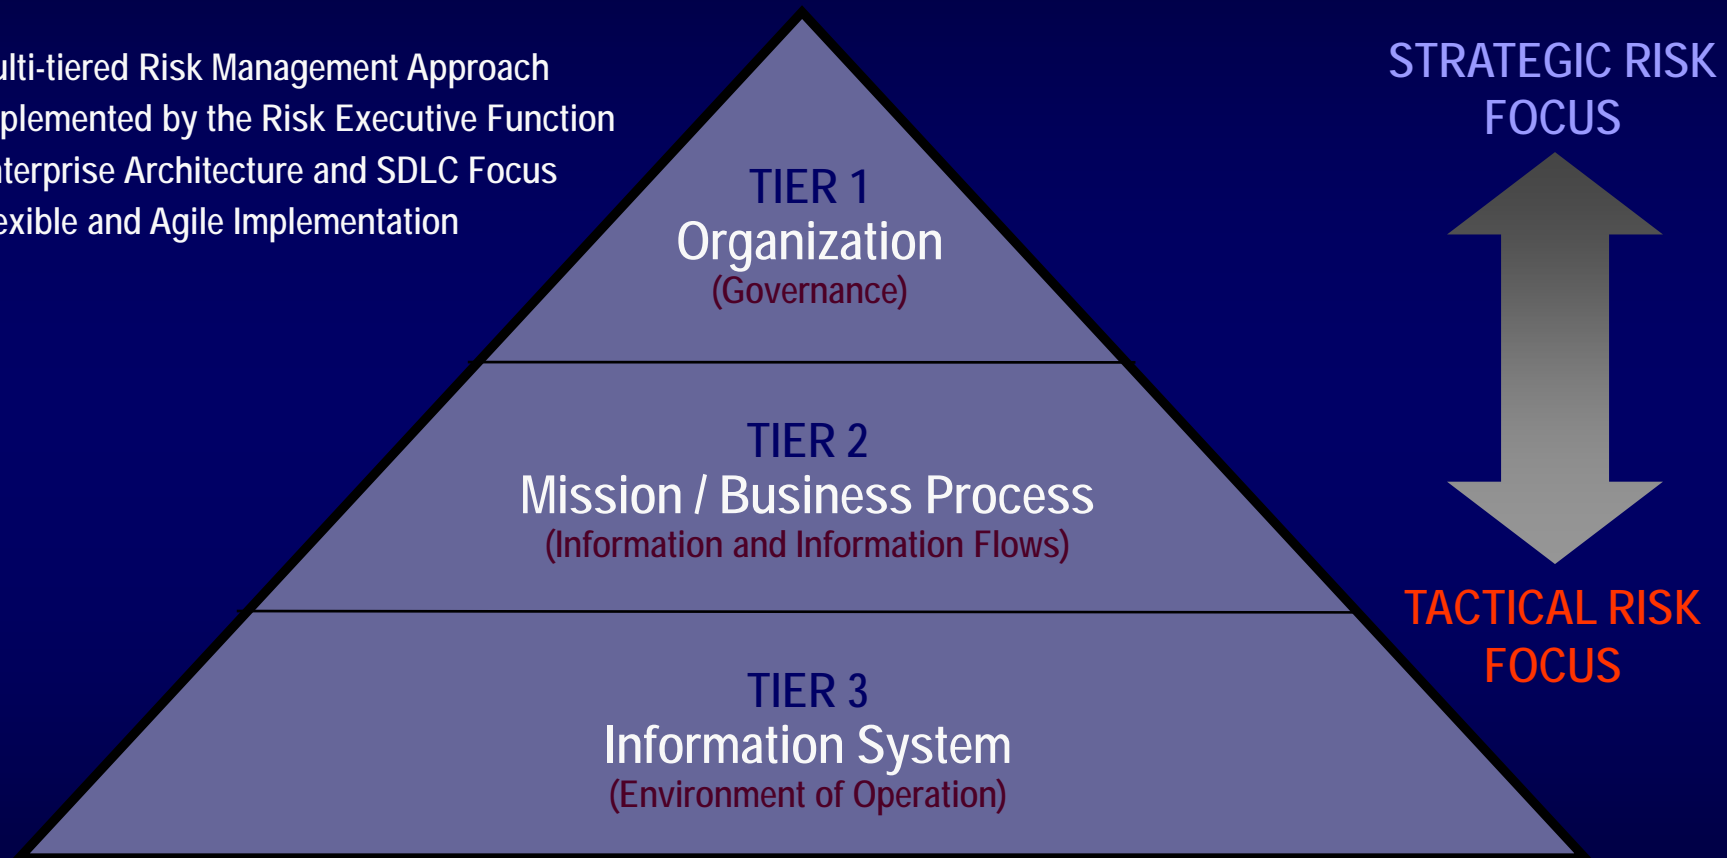 ulti-tiered Risk Management Approach
plemented by the Risk Executive Function
nterprise Architecture and SDLC Focus
exible and Agile Implementation
STRATEGIC RISK
FOCUS
TIER 1
Organization
(Governance)
TIER 2
Mission / Business Process
(Information and Information Flows)
TACTICAL RISK
FOCUS
TIER 3
Information System
(Environment of Operation)